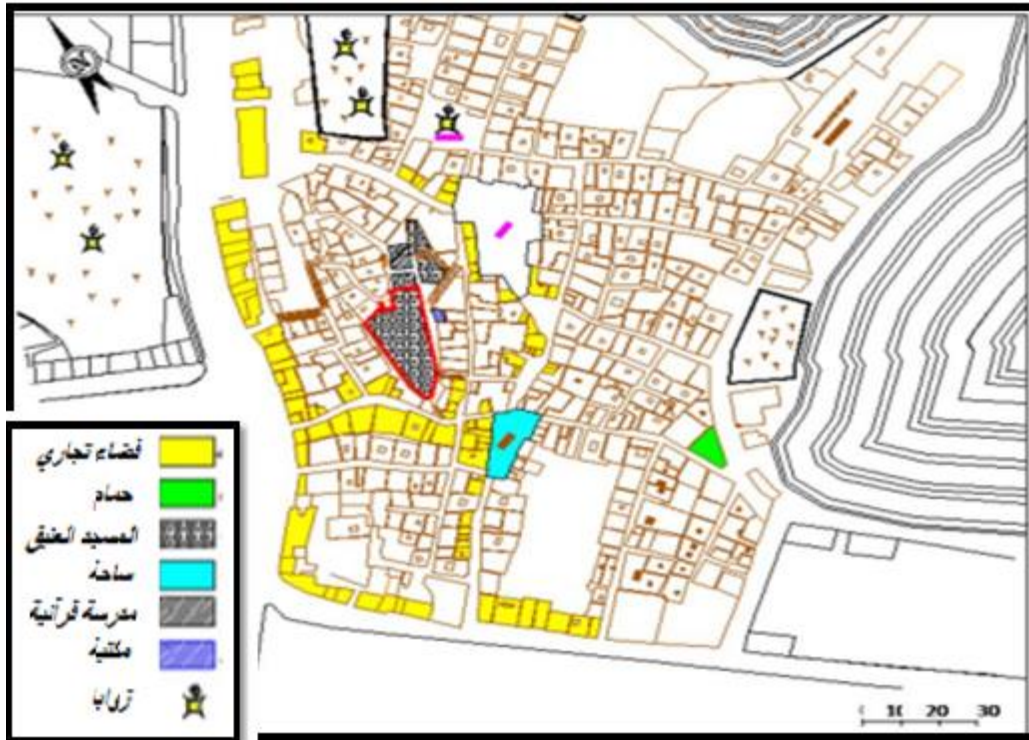 فضاء تجاري
حمام
المسجد العتيق
ساحة
مدرسة قرآنية
مكتبة
زوايا
10 20 30